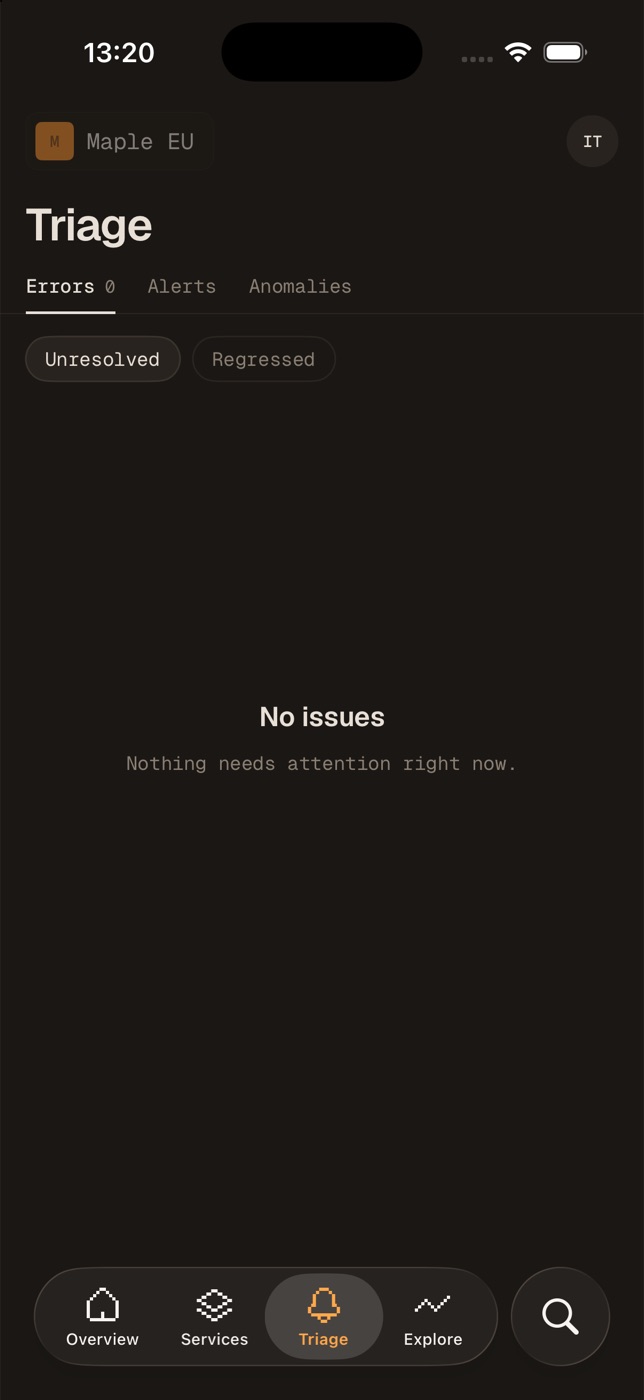 13:20
M Maple EU
IT
Triage
Errors 0 Alerts Anomalies
Unresolved Regressed
No issues
Nothing needs attention right now.
Overview Services Triage Explore